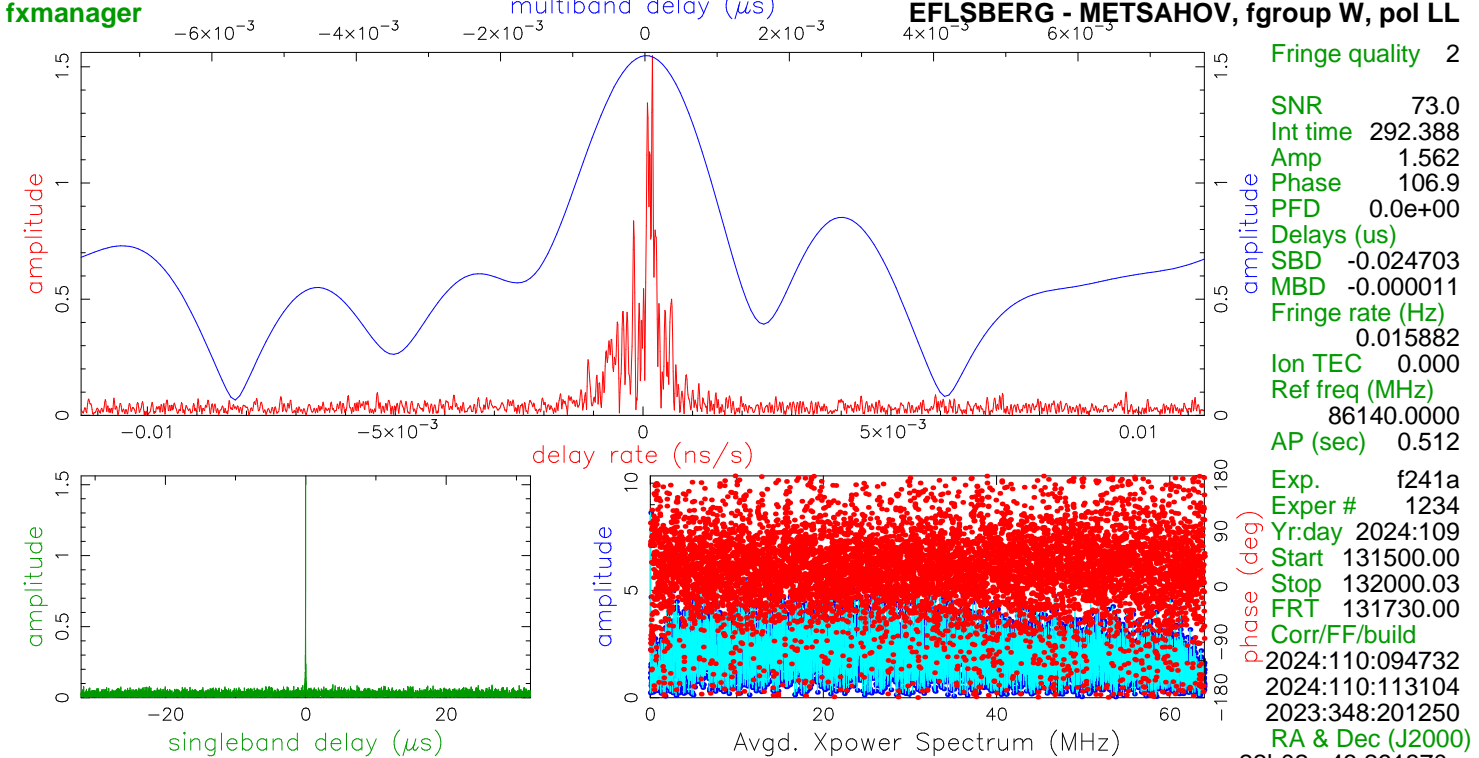 fxmanager
multiband delay (μs)
EFLSBERG - METSAHOV, fgroup W, pol LL
−6×10⁻³ −4×10⁻³ −2×10⁻³ 0 2×10⁻³ 4×10⁻³ 6×10⁻³
amplitude
0 0.5 1 1.5
0 0.5 1 1.5
amplitude
−0.01 −5×10⁻³ 0 5×10⁻³ 0.01
delay rate (ns/s)
amplitude
0 0.5 1 1.5
−20 0 20
singleband delay (μs)
amplitude
0 5 10
0 20 40 60
Avgd. Xpower Spectrum (MHz)
−180 −90 0 90 180
phase (deg)
Fringe quality 2
SNR 73.0
Int time 292.388
Amp 1.562
Phase 106.9
PFD 0.0e+00
Delays (us)
SBD -0.024703
MBD -0.000011
Fringe rate (Hz)
0.015882
Ion TEC 0.000
Ref freq (MHz)
86140.0000
AP (sec) 0.512
Exp. f241a
Exper # 1234
Yr:day 2024:109
Start 131500.00
Stop 132000.03
FRT 131730.00
Corr/FF/build
2024:110:094732
2024:110:113104
2023:348:201250
RA & Dec (J2000)